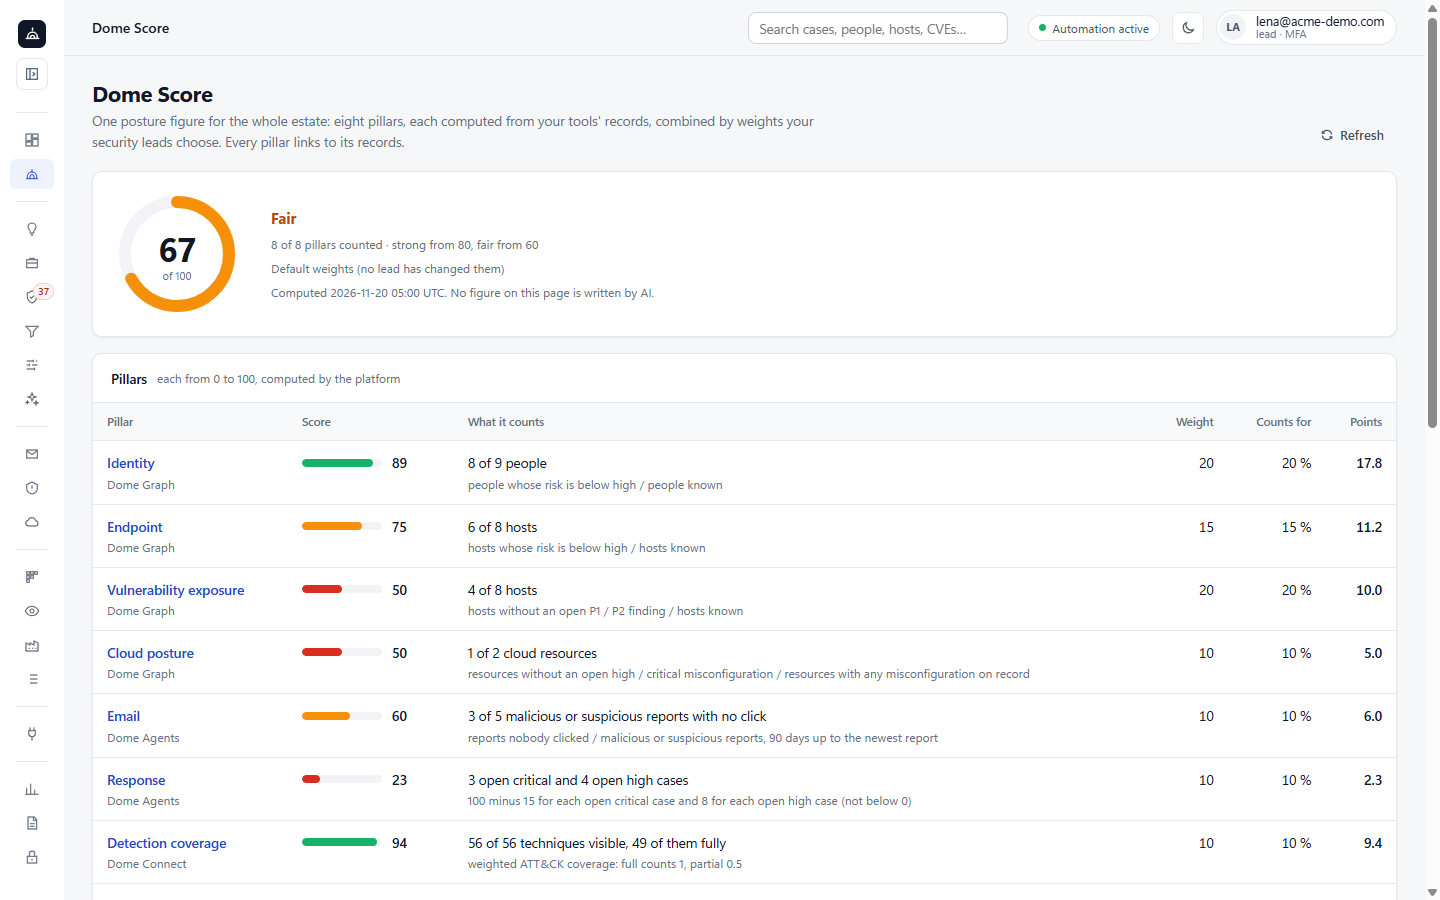 Dome Score
Search cases, people, hosts, CVEs...
Automation active
LA
lena@acme-demo.com
lead · MFA
Dome Score
One posture figure for the whole estate: eight pillars, each computed from your tools' records, combined by weights your
security leads choose. Every pillar links to its records.
Refresh
67
of 100
Fair
8 of 8 pillars counted · strong from 80, fair from 60
Default weights (no lead has changed them)
Computed 2026-11-20 05:00 UTC. No figure on this page is written by AI.
37
Pillars each from 0 to 100, computed by the platform
Pillar Score What it counts Weight Counts for Points
Identity 89 8 of 9 people 20 20 % 17.8
Dome Graph people whose risk is below high / people known
Endpoint 75 6 of 8 hosts 15 15 % 11.2
Dome Graph hosts whose risk is below high / hosts known
Vulnerability exposure 50 4 of 8 hosts 20 20 % 10.0
Dome Graph hosts without an open P1 / P2 finding / hosts known
Cloud posture 50 1 of 2 cloud resources 10 10 % 5.0
Dome Graph resources without an open high / critical misconfiguration / resources with any misconfiguration on record
Email 60 3 of 5 malicious or suspicious reports with no click 10 10 % 6.0
Dome Agents reports nobody clicked / malicious or suspicious reports, 90 days up to the newest report
Response 23 3 open critical and 4 open high cases 10 10 % 2.3
Dome Agents 100 minus 15 for each open critical case and 8 for each open high case (not below 0)
Detection coverage 94 56 of 56 techniques visible, 49 of them fully 10 10 % 9.4
Dome Connect weighted ATT&CK coverage: full counts 1, partial 0.5